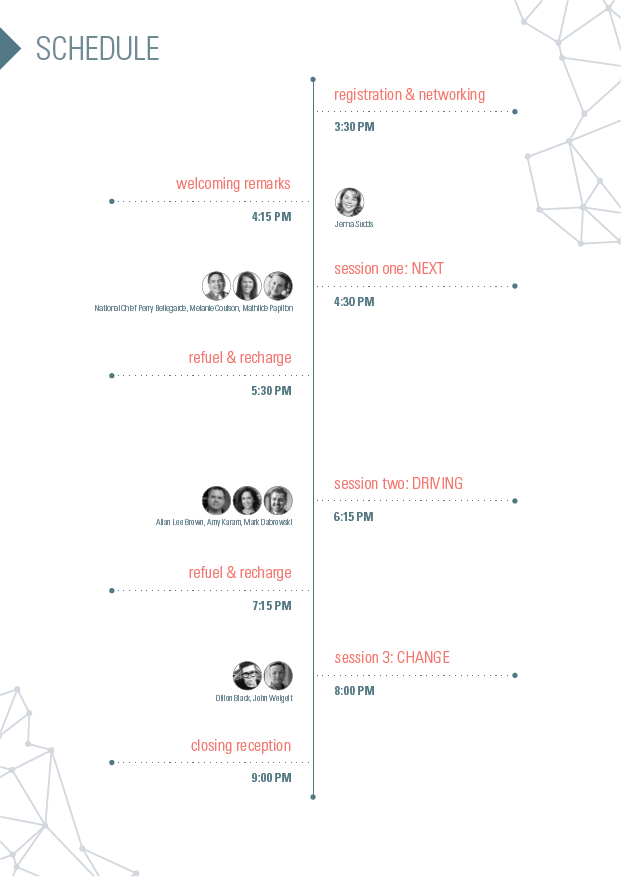 SCHEDULE
registration & networking
3:30 PM
welcoming remarks
4:15 PM
Jenna Sudds
session one: NEXT
4:30 PM
National Chief Perry Bellegarde, Melanie Coulson, Mathilde Papillon
refuel & recharge
5:30 PM
session two: DRIVING
6:15 PM
Allan Lee Brown, Amy Karam, Mark Dabrowski
refuel & recharge
7:15 PM
session 3: CHANGE
8:00 PM
Dillon Black, John Weigelt
closing reception
9:00 PM